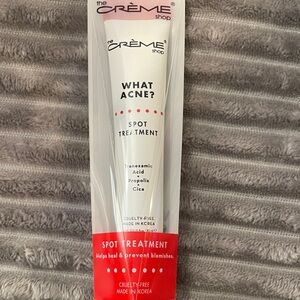 the
CRÈME®
shop
the
CRÈME®
shop
WHAT
ACNE?
SPOT
TREATMENT
Tranexamic
Acid
+
Propolis
+
Cica
CRUELTY-FREE
MADE IN KOREA
SPOT TREATMENT
Helps heal & prevent blemishes.
CRUELTY-FREE
MADE IN KOREA